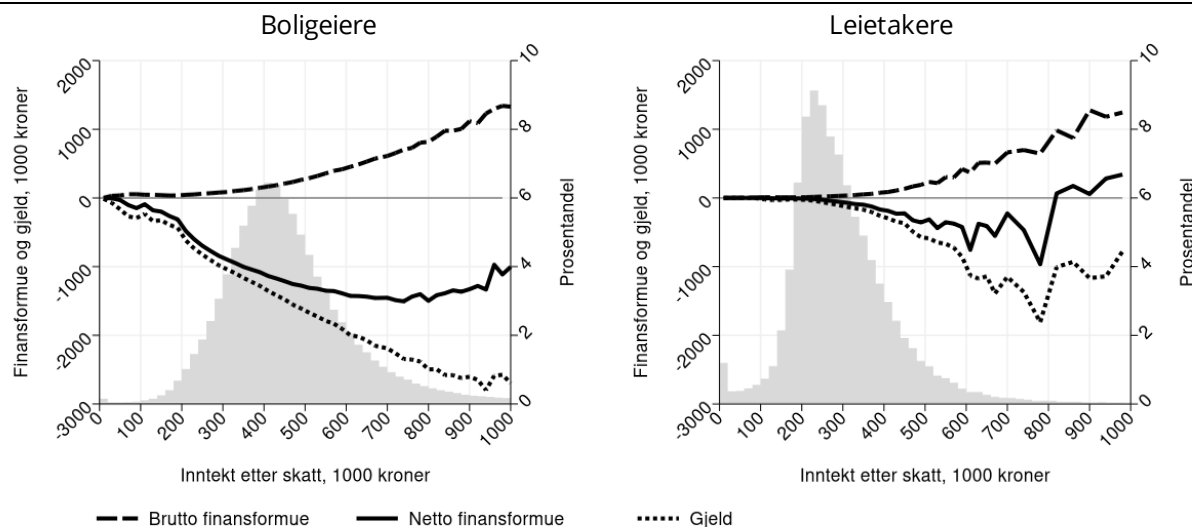 Boligeiere
Finansformue og gjeld, 1000 kroner
2000
1000
0
-1000
-2000
-3000
10
8
6
4
2
0
Prosentandel
0 100 200 300 400 500 600 700 800 900 1000
Inntekt etter skatt, 1000 kroner
Leietakere
Finansformue og gjeld, 1000 kroner
2000
1000
0
-1000
-2000
-3000
10
8
6
4
2
0
Prosentandel
0 100 200 300 400 500 600 700 800 900 1000
Inntekt etter skatt, 1000 kroner
Brutto finansformue Netto finansformue Gjeld